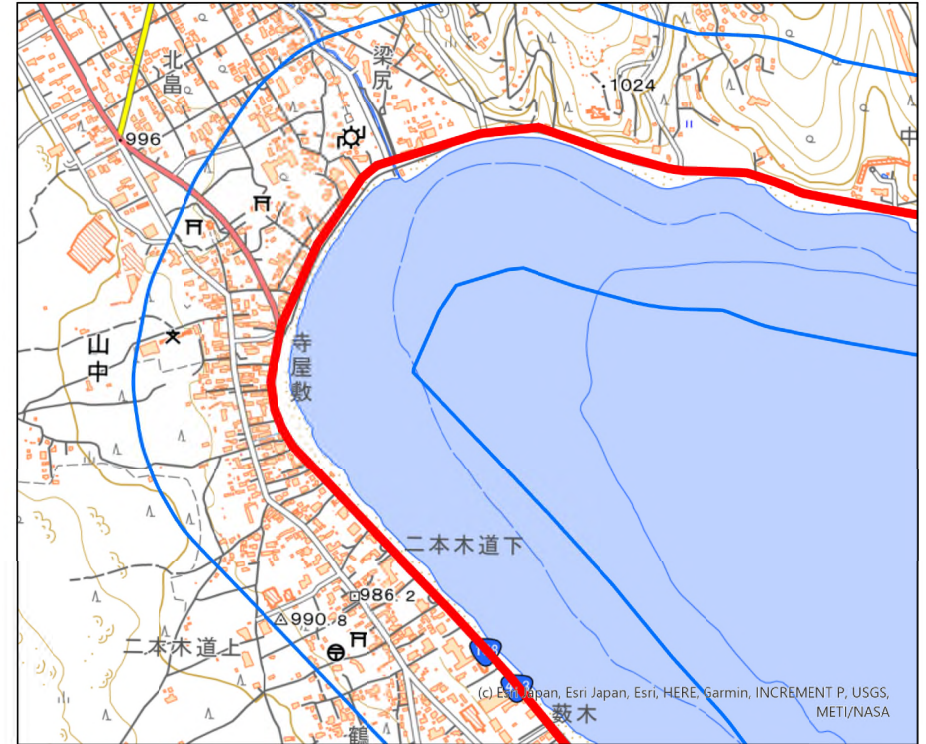 北畠
梁尻
1024
996
中
山中
寺屋敷
二本木道下
986.2
990.8
二本木道上
(c) Esri Japan, Esri Japan, Esri, HERE, Garmin, INCREMENT P, USGS,
METI/NASA
薮木
鶴